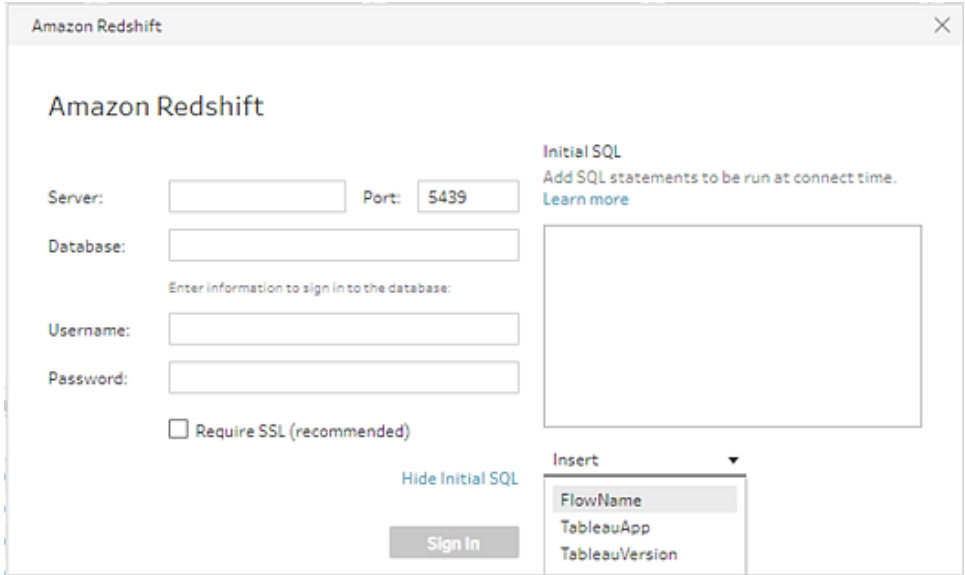 Amazon Redshift
Amazon Redshift
Server:
Port: 5439
Database:
Enter information to sign in to the database:
Username:
Password:
Require SSL (recommended)
Hide Initial SQL
Sign In
Initial SQL
Add SQL statements to be run at connect time.
Learn more
Insert
FlowName
TableauApp
TableauVersion